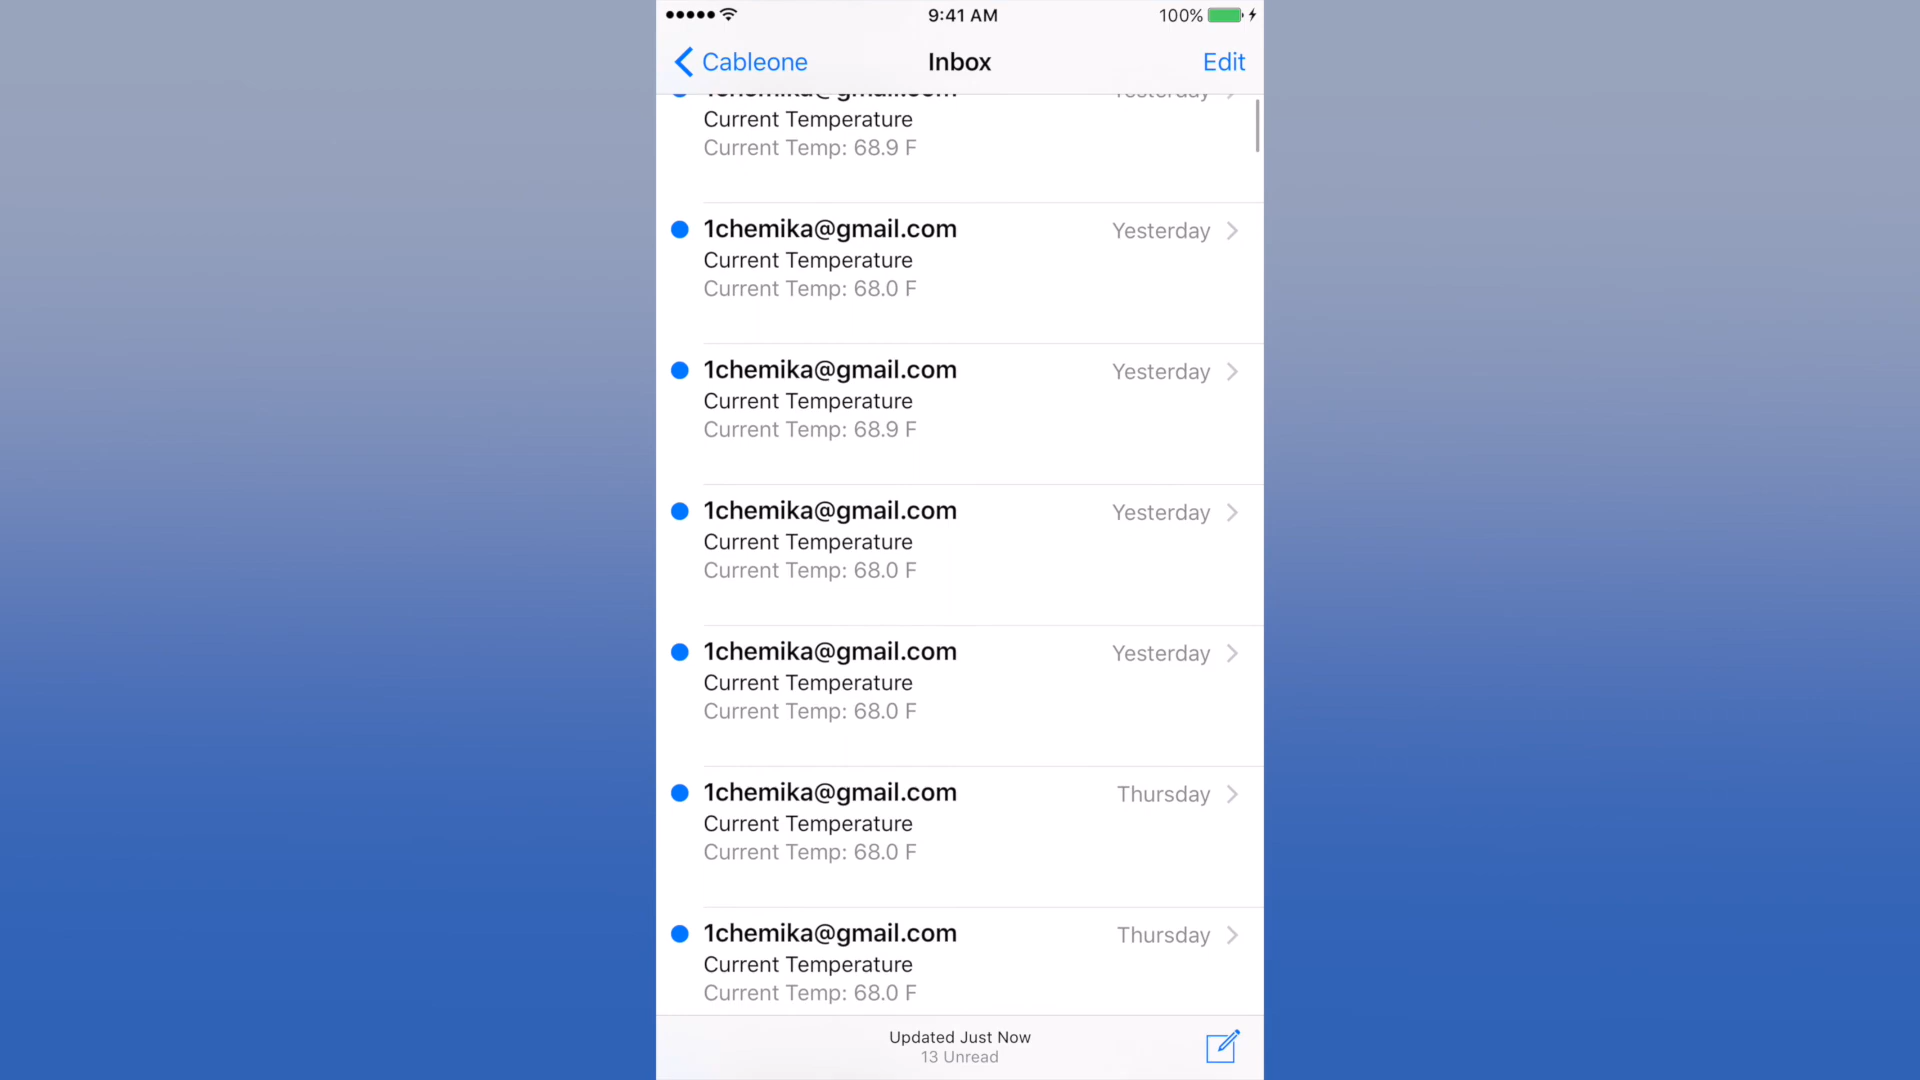 9:41 AM
100%
Cableone
Inbox
Edit
1chemika@gmail.com
Yesterday
Current Temperature
Current Temp: 68.9 F
1chemika@gmail.com
Yesterday
Current Temperature
Current Temp: 68.0 F
1chemika@gmail.com
Yesterday
Current Temperature
Current Temp: 68.9 F
1chemika@gmail.com
Yesterday
Current Temperature
Current Temp: 68.0 F
1chemika@gmail.com
Yesterday
Current Temperature
Current Temp: 68.0 F
1chemika@gmail.com
Thursday
Current Temperature
Current Temp: 68.0 F
1chemika@gmail.com
Thursday
Current Temperature
Current Temp: 68.0 F
Updated Just Now
13 Unread